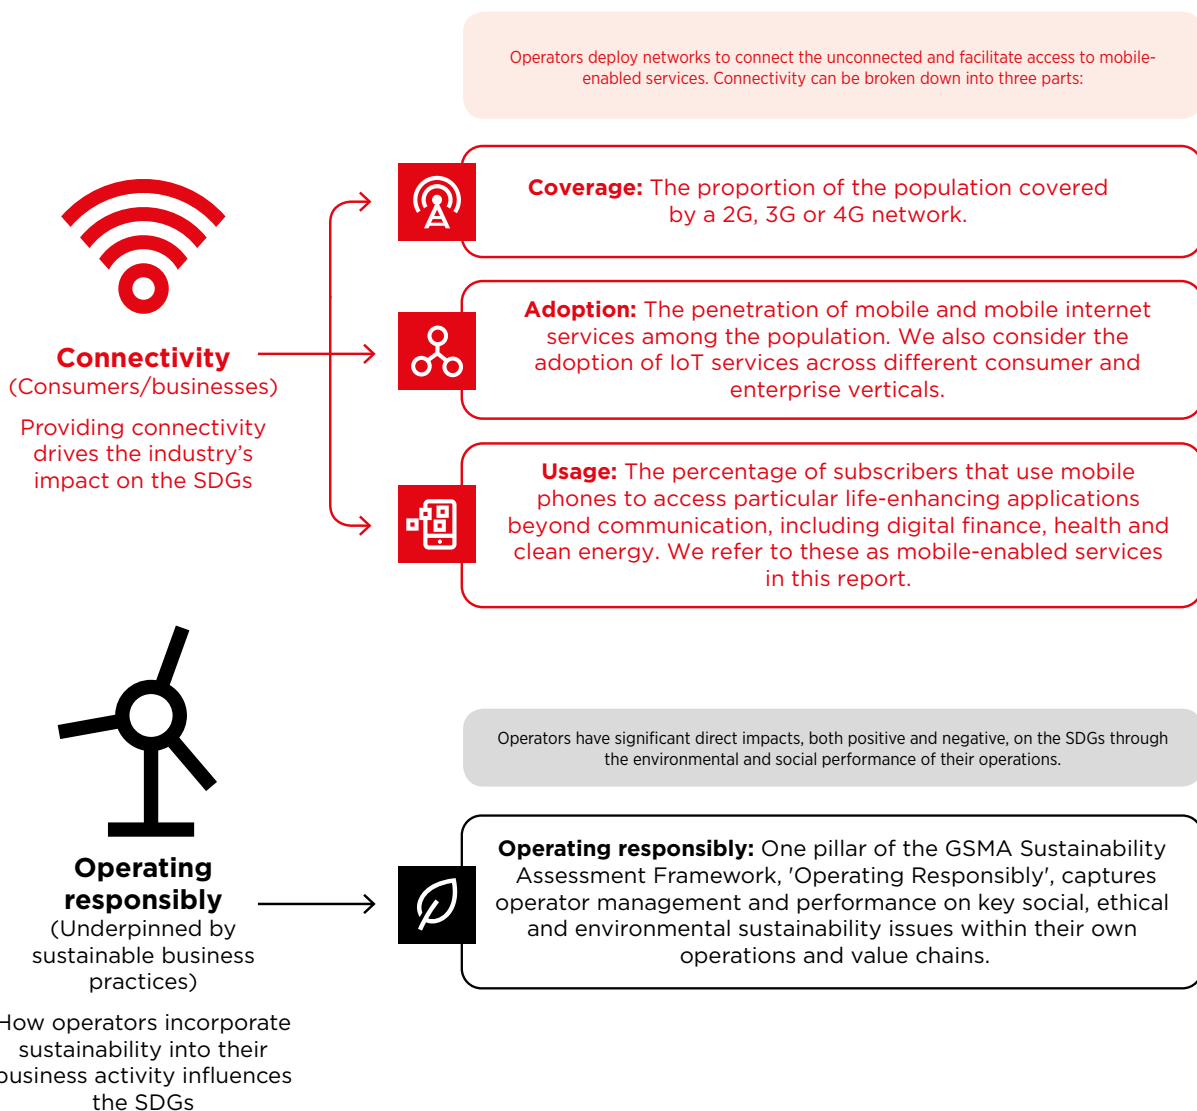 Operators deploy networks to connect the unconnected and facilitate access to mobile-
enabled services. Connectivity can be broken down into three parts:
Connectivity
(Consumers/businesses)
Providing connectivity
drives the industry’s
impact on the SDGs
Coverage: The proportion of the population covered
by a 2G, 3G or 4G network.
Adoption: The penetration of mobile and mobile internet
services among the population. We also consider the
adoption of IoT services across different consumer and
enterprise verticals.
Usage: The percentage of subscribers that use mobile
phones to access particular life-enhancing applications
beyond communication, including digital finance, health and
clean energy. We refer to these as mobile-enabled services
in this report.
Operators have significant direct impacts, both positive and negative, on the SDGs through
the environmental and social performance of their operations.
Operating
responsibly
(Underpinned by
sustainable business
practices)
How operators incorporate
sustainability into their
business activity influences
the SDGs
Operating responsibly: One pillar of the GSMA Sustainability
Assessment Framework, 'Operating Responsibly', captures
operator management and performance on key social, ethical
and environmental sustainability issues within their own
operations and value chains.